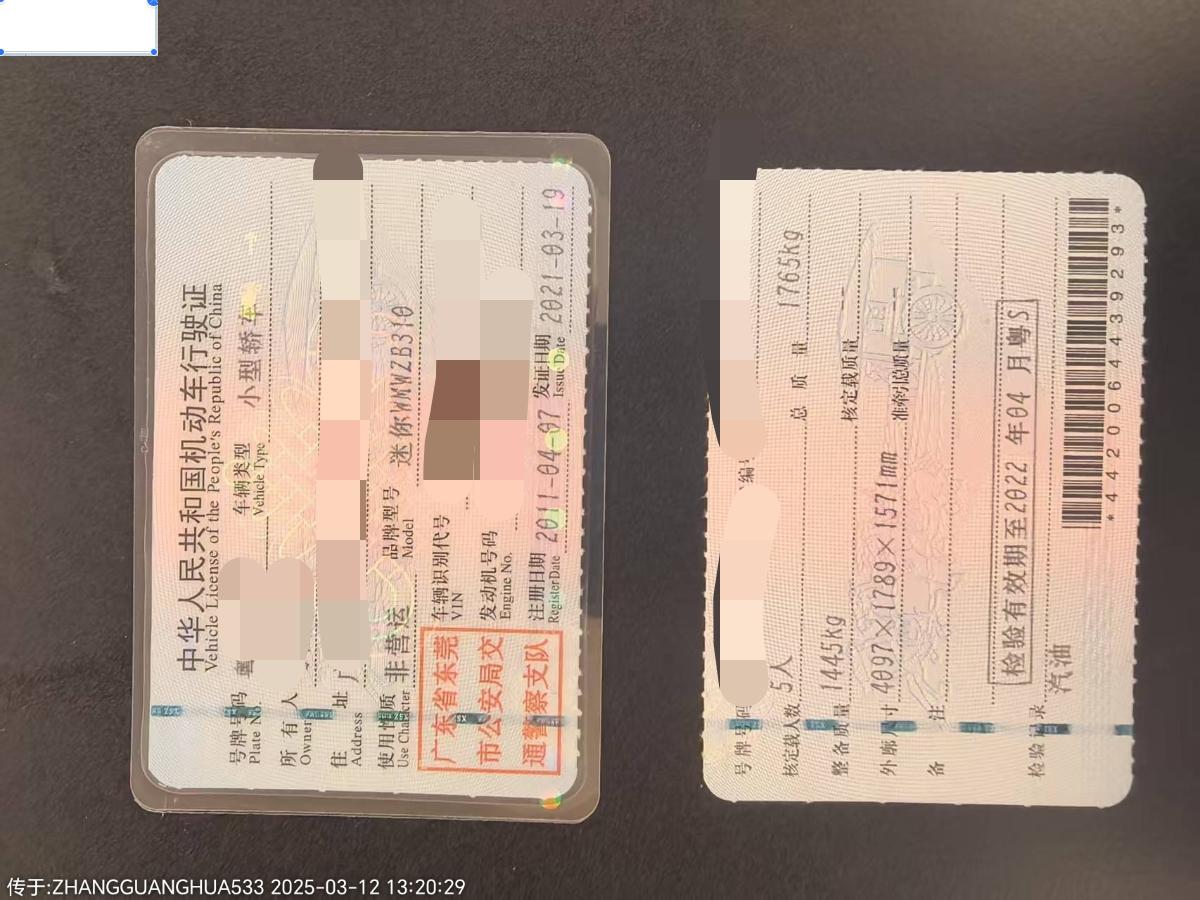 中华人民共和国机动车行驶证
Vehicle License of the People's Republic of China
号牌号码 粤
Plate No.
车辆类型 小型轿车
Vehicle Type
所有人
Owner
住址 广
Address
使用性质 非营运
Use Character
品牌型号 迷你WMWZB310
Model
广东省东莞
市公安局交
通警察支队
车辆识别代号
VIN
发动机号码
Engine No.
注册日期 2011-04-07
Register Date
发证日期 2021-03-19
Issue Date
号牌号码
编号
核定载人数 5人
总质量 1765kg
整备质量 1445kg
核定载质量
外廓尺寸 4097×1789×1571mm
准牵引总质量
备注
检验有效期至2022年04月粤S
检验记录
汽油
*4420064439293*
传于:ZHANGGUANGHUA533 2025-03-12 13:20:29